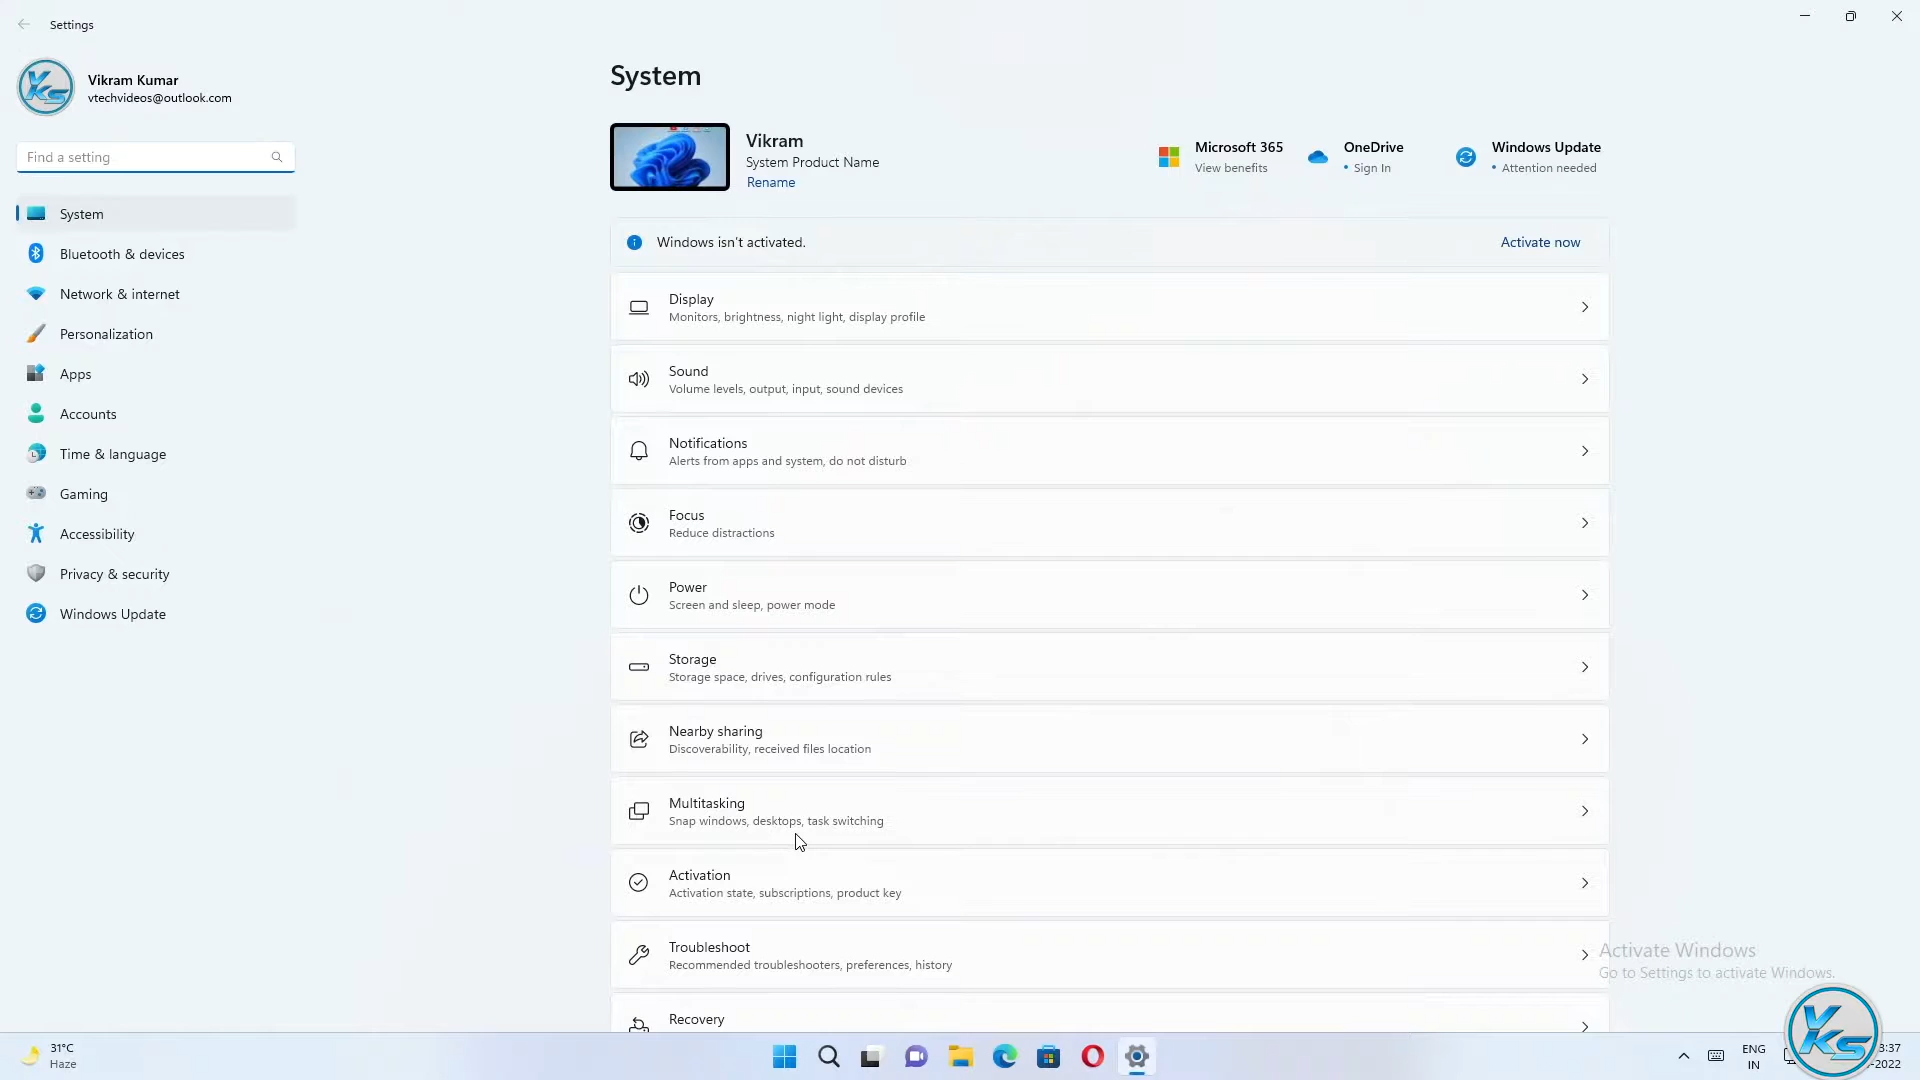 Settings
Vikram Kumar
vtechvideos@outlook.com
Find a setting
System
Bluetooth & devices
Network & internet
Personalization
Apps
Accounts
Time & language
Gaming
Accessibility
Privacy & security
Windows Update
System
Vikram
System Product Name
Rename
Microsoft 365
View benefits
OneDrive
• Sign In
Windows Update
• Attention needed
Windows isn't activated.
Activate now
Display
Monitors, brightness, night light, display profile
Sound
Volume levels, output, input, sound devices
Notifications
Alerts from apps and system, do not disturb
Focus
Reduce distractions
Power
Screen and sleep, power mode
Storage
Storage space, drives, configuration rules
Nearby sharing
Discoverability, received files location
Multitasking
Snap windows, desktops, task switching
Activation
Activation state, subscriptions, product key
Troubleshoot
Recommended troubleshooters, preferences, history
Recovery
Activate Windows
Go to Settings to activate Windows.
31°C
Haze
ENG
IN
3:37
-2022